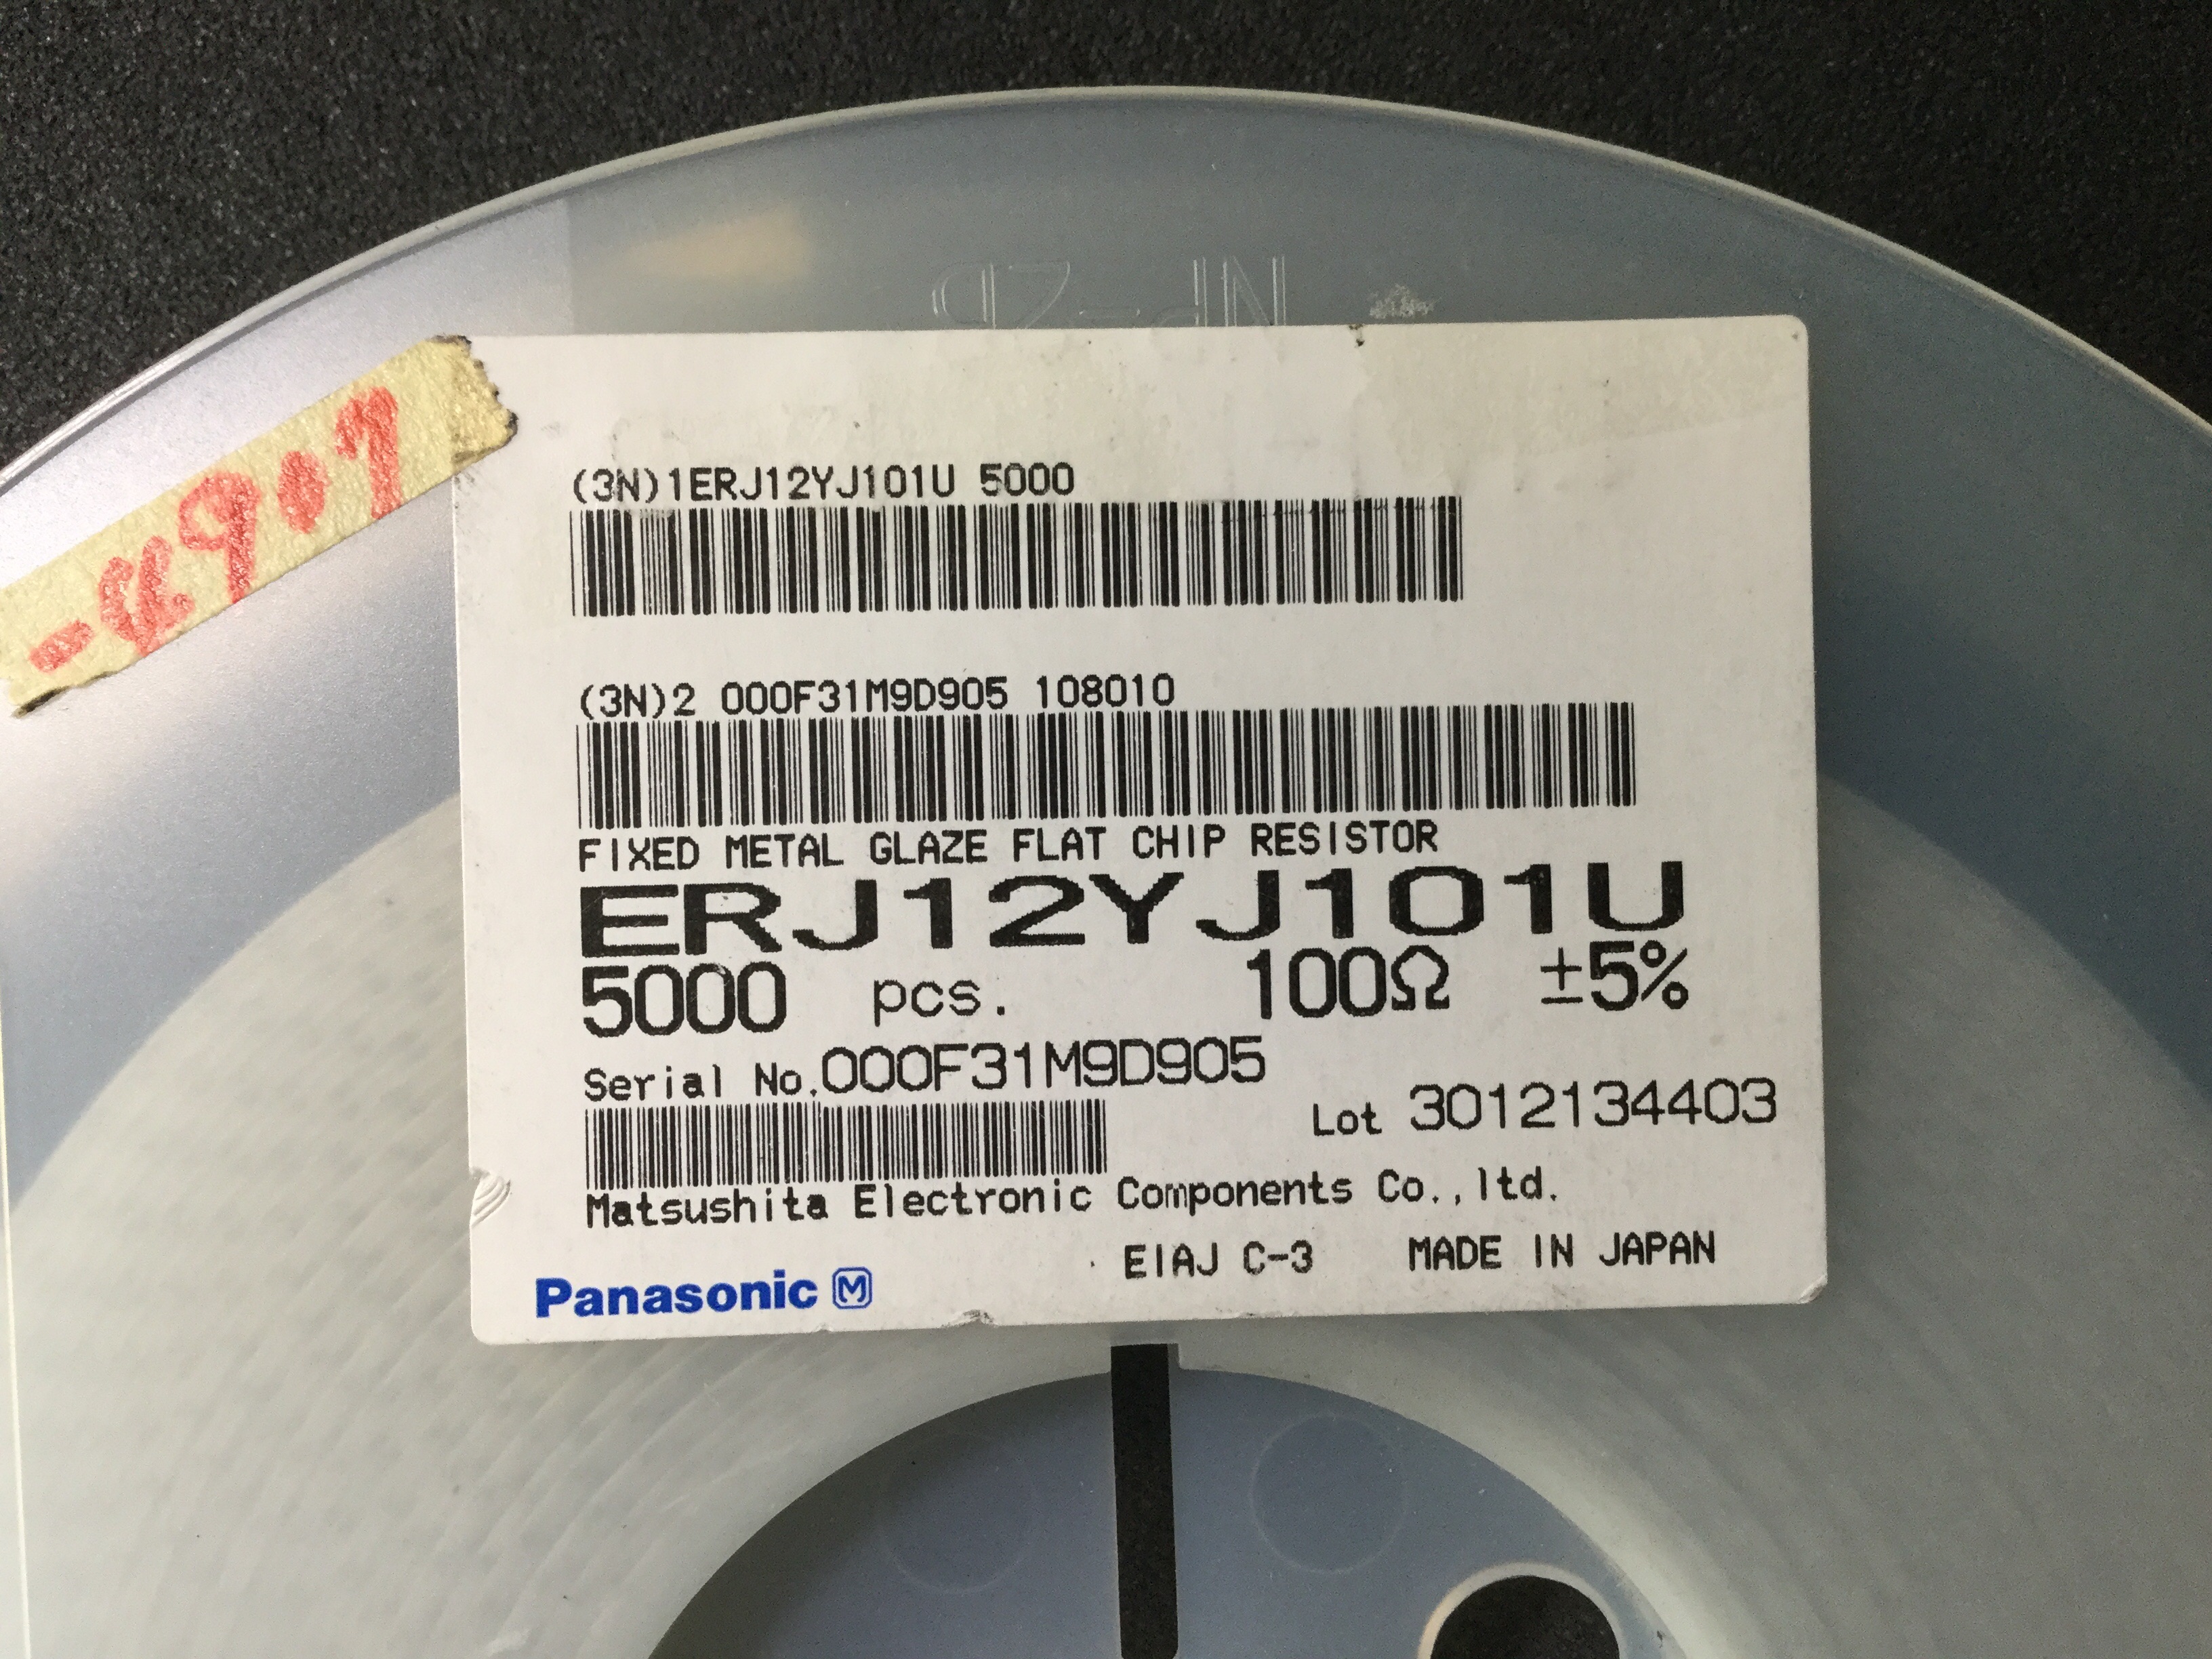 (3N)1ERJ12YJ101U 5000
(3N)2 000F31M9D905 108010
FIXED METAL GLAZE FLAT CHIP RESISTOR
ERJ12YJ101U
5000 pcs. 100Ω ±5%
Serial No.000F31M9D905
Lot 3012134403
Matsushita Electronic Components Co.,ltd.
EIAJ C-3 MADE IN JAPAN
Panasonic M